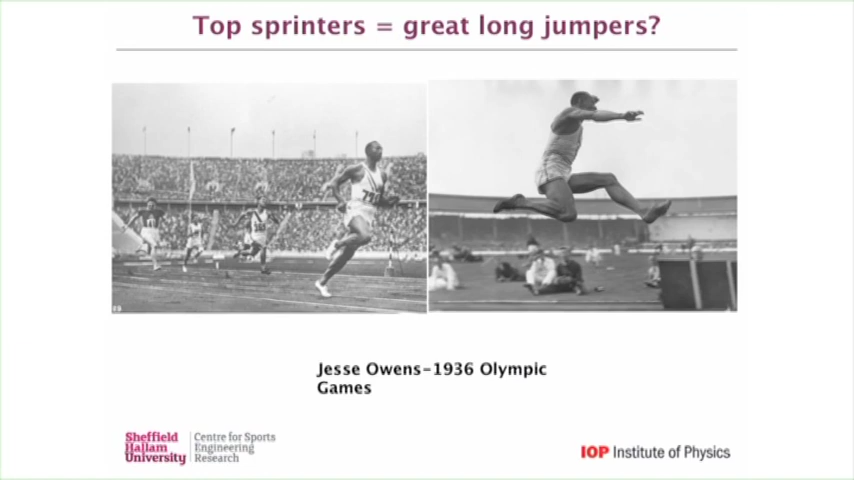 Top sprinters = great long jumpers?
Jesse Owens-1936 Olympic
Games
Sheffield
Hallam
University
Centre for Sports
Engineering
Research
IOP Institute of Physics